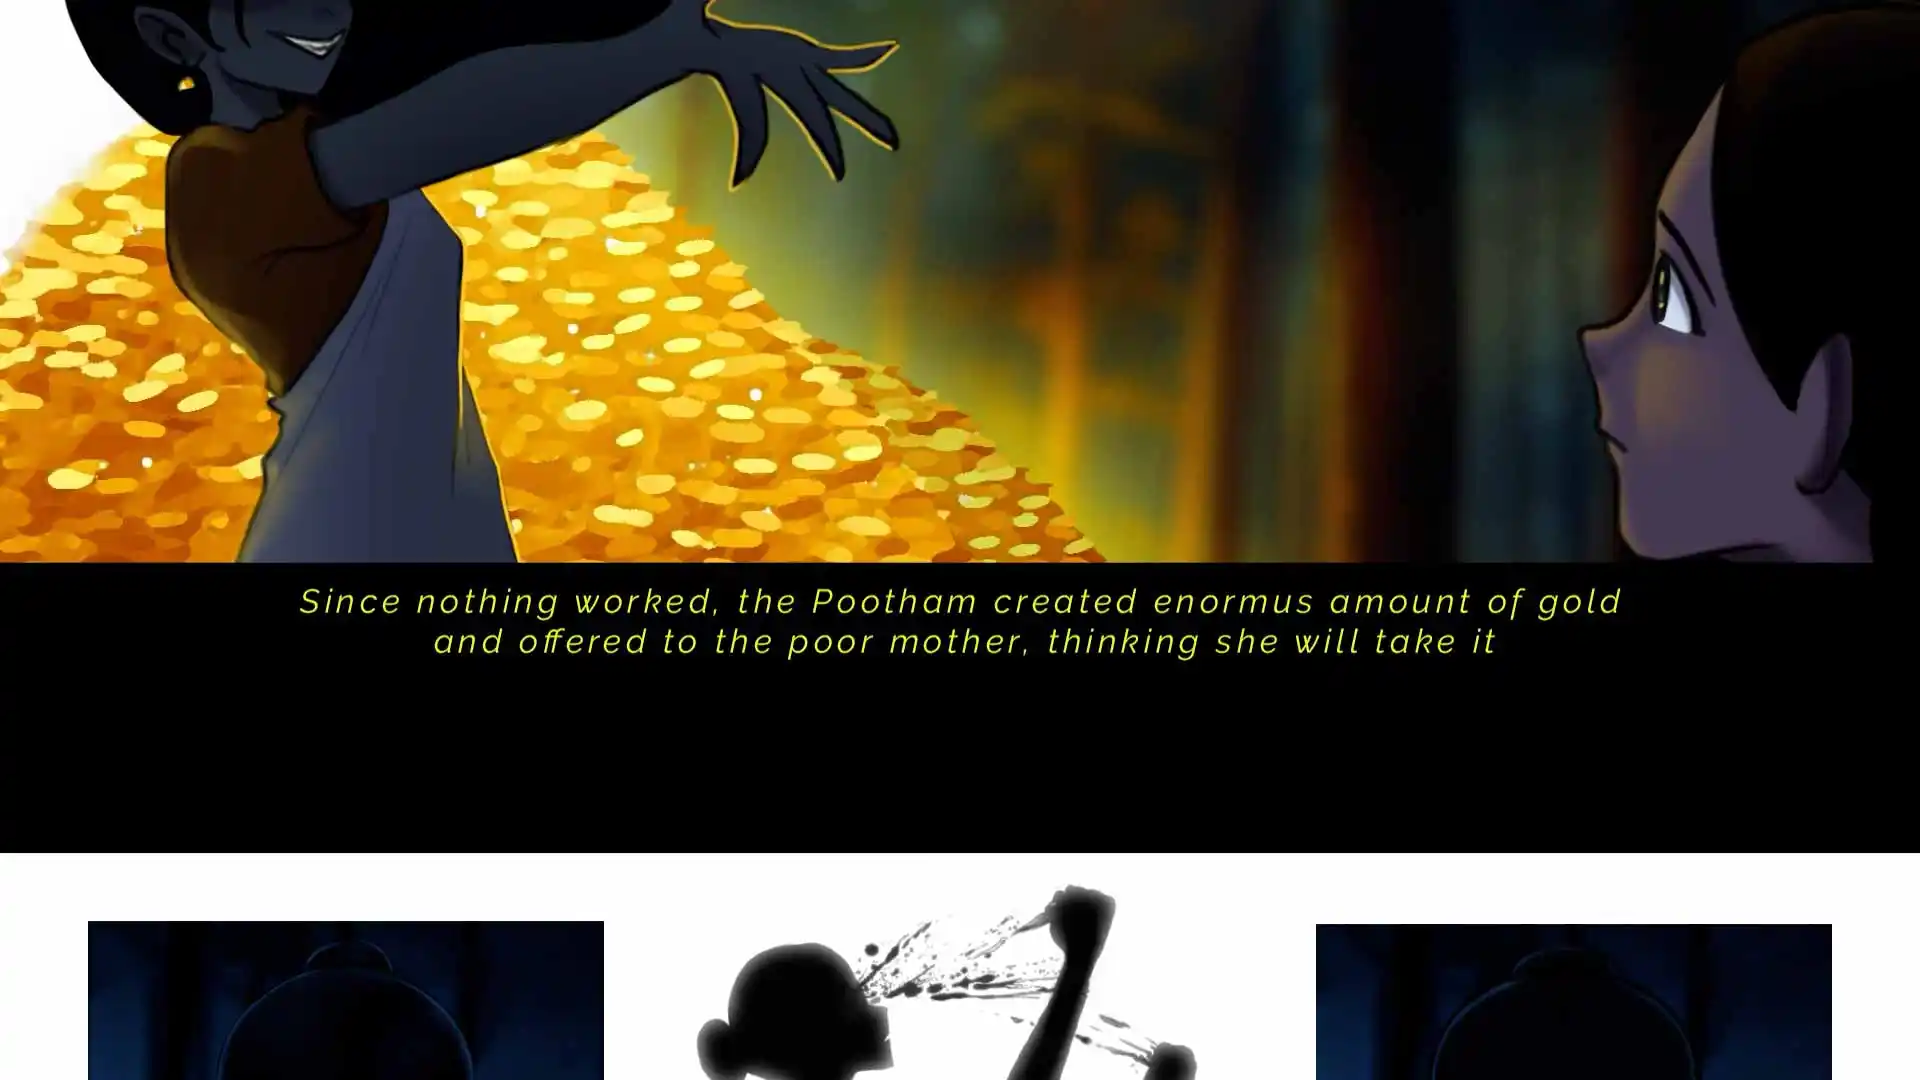 Since nothing worked, the Pootham created enormus amount of gold
and offered to the poor mother, thinking she will take it